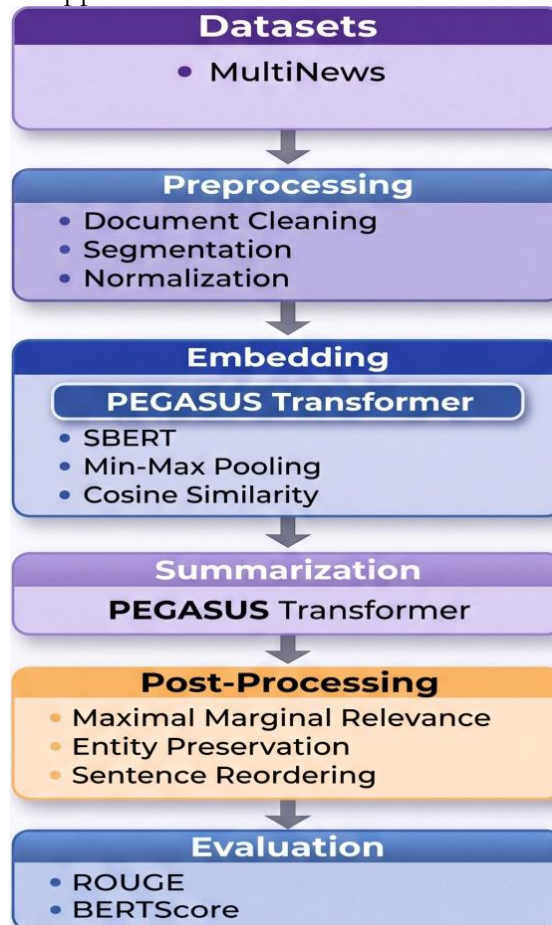 Datasets
• MultiNews
Preprocessing
• Document Cleaning
• Segmentation
• Normalization
Embedding
PEGASUS Transformer
• SBERT
• Min-Max Pooling
• Cosine Similarity
Summarization
PEGASUS Transformer
Post-Processing
• Maximal Marginal Relevance
• Entity Preservation
• Sentence Reordering
Evaluation
• ROUGE
• BERTScore